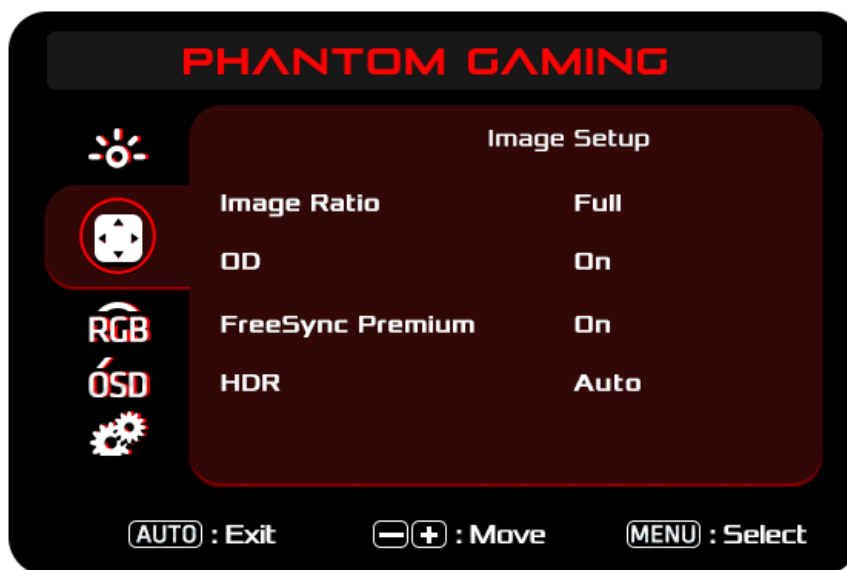 PHANTOM GAMING
Image Setup
Image Ratio Full
OD On
RGB
FreeSync Premium On
OSD
HDR Auto
AUTO : Exit - + : Move MENU : Select